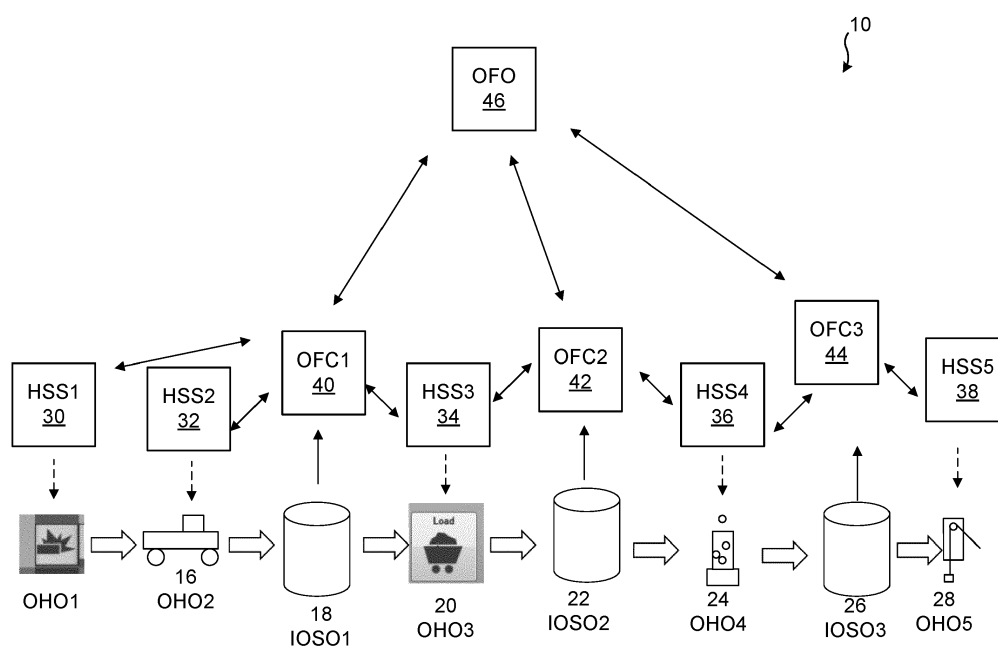 10
OFO
46
OFC3
44
OFC1
40
OFC2
42
HSS5
38
HSS1
30
HSS2
32
HSS3
34
HSS4
36
Load
OHO1
16
OHO2
18
IOSO1
20
OHO3
22
IOSO2
24
OHO4
26
IOSO3
28
OHO5